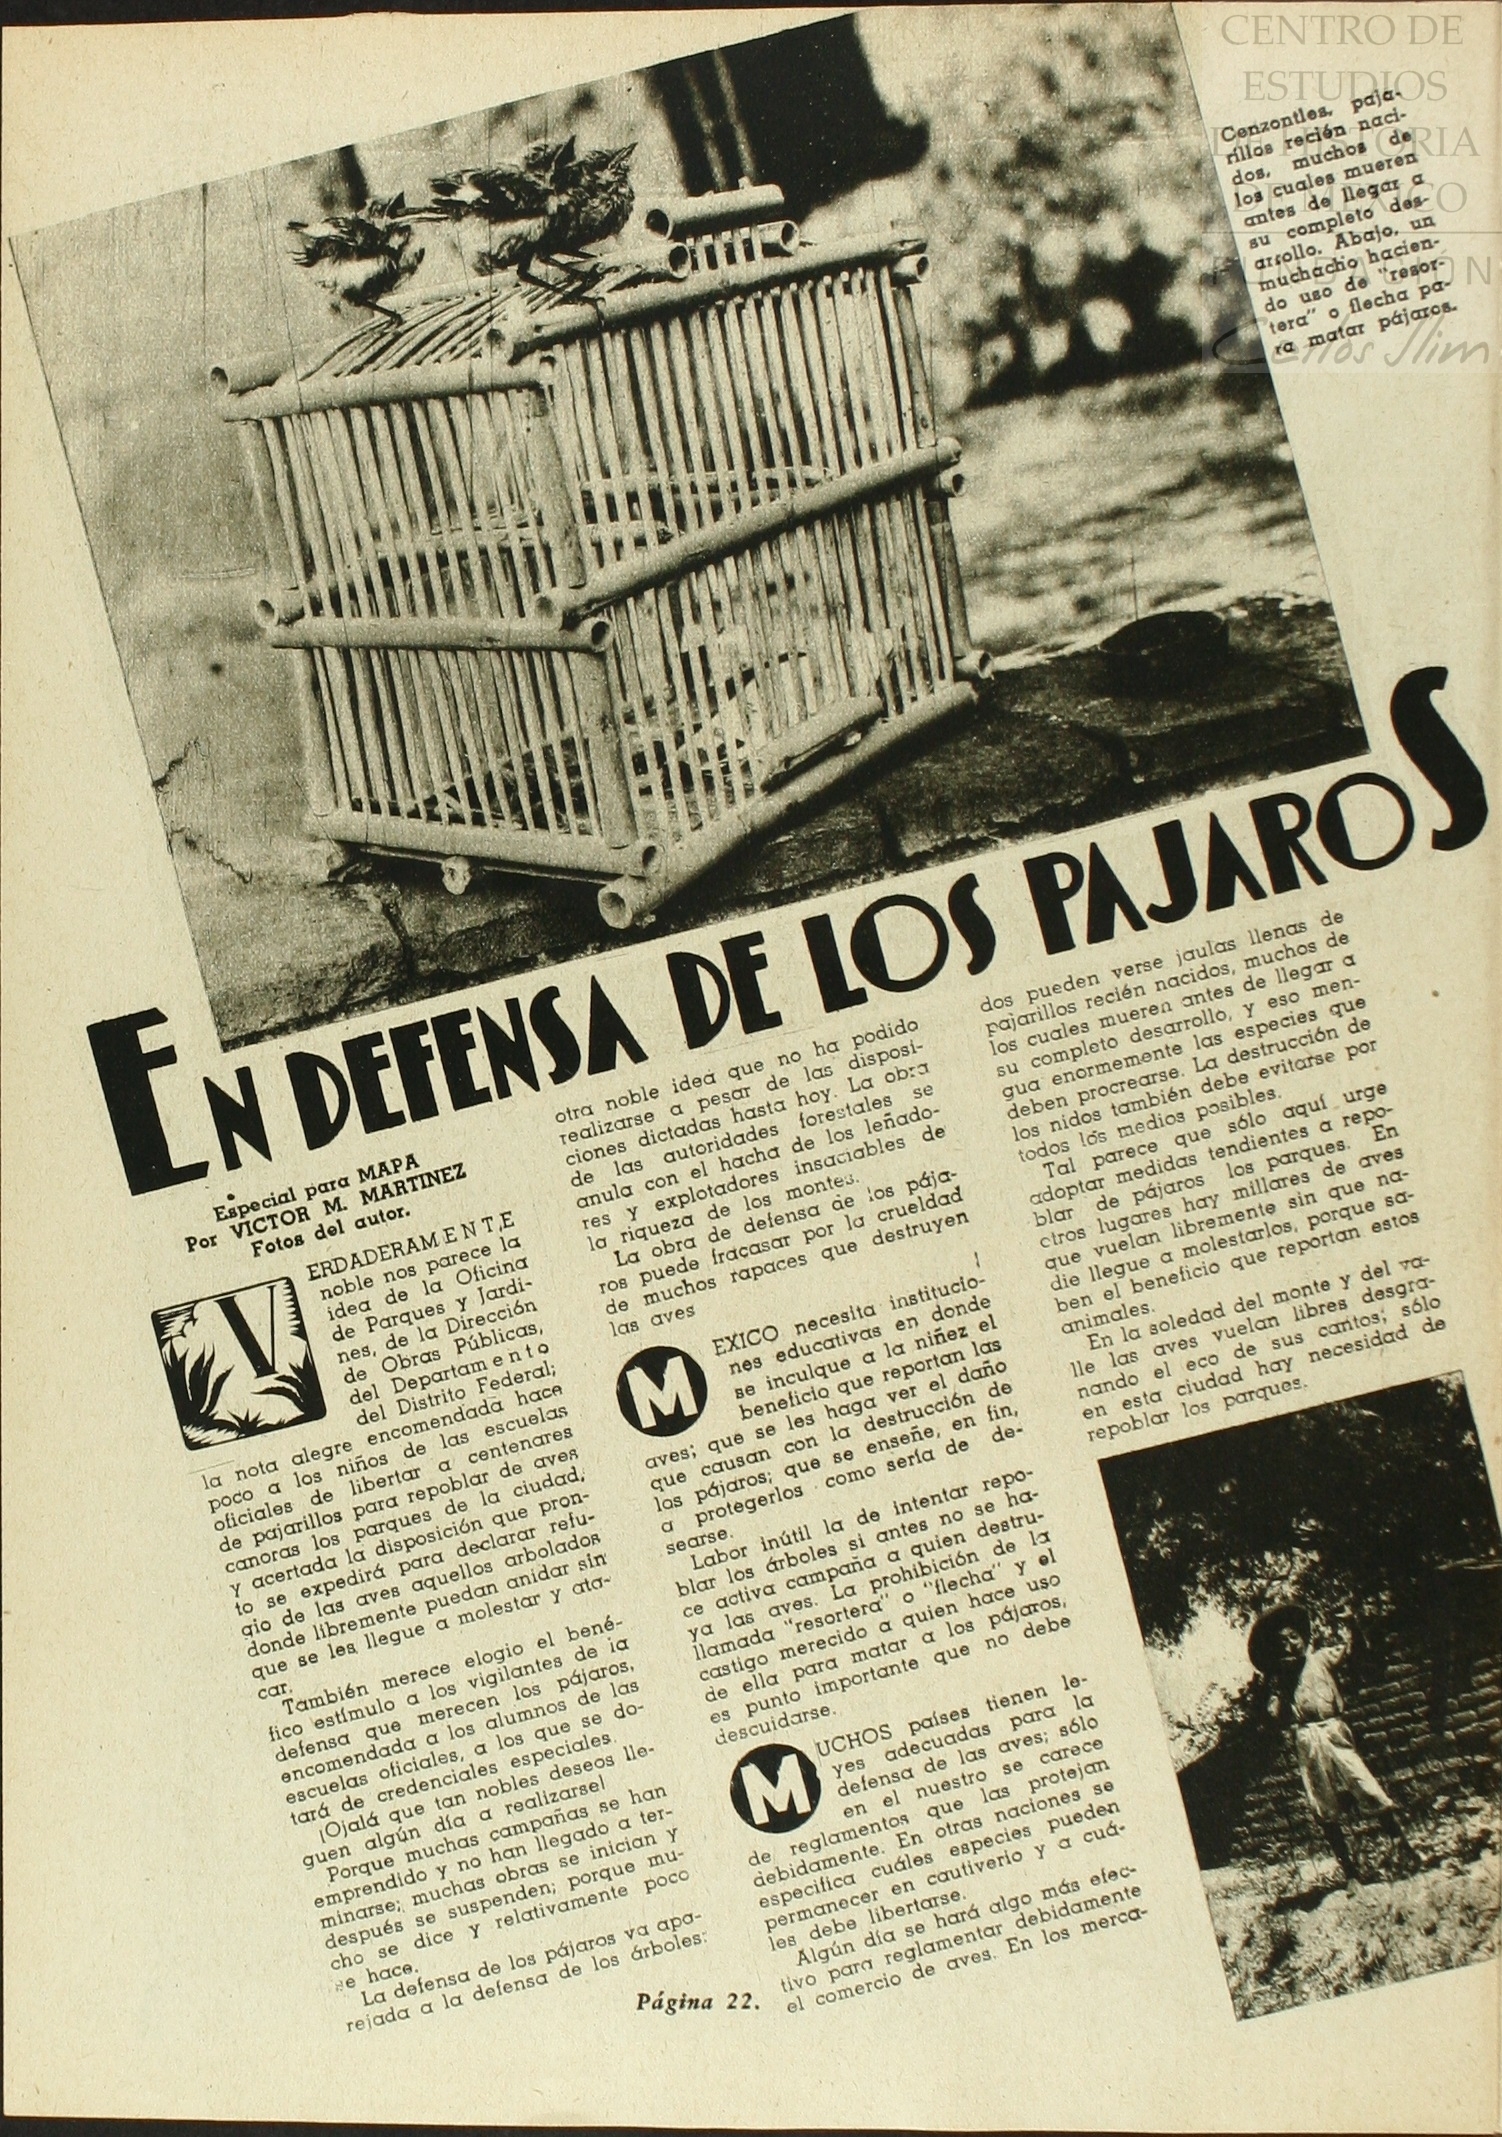 CENTRO DE
ESTUDIOS
DE HISTORIA
DE MÉXICO
FUNDACION
Carlos Slim
Cenzontles, paja-
rillos recién naci-
dos, muchos de
los cuales mueren
antes de llegar a
su completo des-
arrollo. Abajo, un
muchacho hacien-
do uso de "resor-
tera" o flecha pa-
ra matar pájaros.
EN DEFENSA DE LOS PAJAROS
Especial para MAPA
Por VICTOR M. MARTINEZ
Fotos del autor.
VERDADERAMENTE
noble nos parece la
idea de la Oficina
de Parques y Jardi-
nes, de la Dirección
de Obras Públicas,
del Departamento
del Distrito Federal;
la nota alegre encomendada hace
poco a los niños de las escuelas
oficiales de libertar a centenares
de pajarillos para repoblar de aves
canoras los parques de la ciudad,
y acertada la disposición que pron-
to se expedirá para declarar refu-
gio de las aves aquellos arbolados
donde libremente puedan anidar sin
que se les llegue a molestar y ata-
car.
También merece elogio el bené-
fico estímulo a los vigilantes de la
defensa que merecen los pájaros,
encomendada a los alumnos de las
escuelas oficiales, a los que se do-
tará de credenciales especiales.
¡Ojalá que tan nobles deseos lle-
guen algún día a realizarse!
Porque muchas campañas se han
emprendido y no han llegado a ter-
minarse; muchas obras se inician y
después se suspenden; porque mu-
cho se dice y relativamente poco
se hace.
La defensa de los pájaros va apa-
rejada a la defensa de los árboles:
otra noble idea que no ha podido
realizarse a pesar de las disposi-
ciones dictadas hasta hoy. La obra
de las autoridades forestales se
anula con el hacha de los leñado-
res y explotadores insaciables de
la riqueza de los montes.
La obra de defensa de los pája-
ros puede fracasar por la crueldad
de muchos rapaces que destruyen
las aves
MEXICO necesita institucio-
nes educativas en donde
se inculque a la niñez el
beneficio que reportan las
aves; que se les haga ver el daño
que causan con la destrucción de
los pájaros; que se enseñe, en fin,
a protegerlos como sería de de-
searse.
Labor inútil la de intentar repo-
blar los árboles si antes no se ha-
ce activa campaña a quien destru-
ya las aves. La prohibición de la
llamada "resortera" o "flecha" y el
castigo merecido a quien hace uso
de ella para matar a los pájaros,
es punto importante que no debe
descuidarse.
MUCHOS países tienen le-
yes adecuadas para la
defensa de las aves; sólo
en el nuestro se carece
de reglamentos que las protejan
debidamente. En otras naciones se
especifica cuáles especies pueden
permanecer en cautiverio y a cuá-
les debe libertarse.
Algún día se hará algo más efec-
tivo para reglamentar debidamente
el comercio de aves. En los merca-
dos pueden verse jaulas llenas de
pajarillos recién nacidos, muchos de
los cuales mueren antes de llegar a
su completo desarrollo, y eso men-
gua enormemente las especies que
deben procrearse. La destrucción de
los nidos también debe evitarse por
todos los medios posibles.
Tal parece que sólo aquí urge
adoptar medidas tendientes a repo-
blar de pájaros los parques. En
otros lugares hay millares de aves
que vuelan libremente sin que na-
die llegue a molestarlos, porque sa-
ben el beneficio que reportan estos
animales.
En la soledad del monte y del va-
lle las aves vuelan libres desgra-
nando el eco de sus cantos; sólo
en esta ciudad hay necesidad de
repoblar los parques.
Página 22.